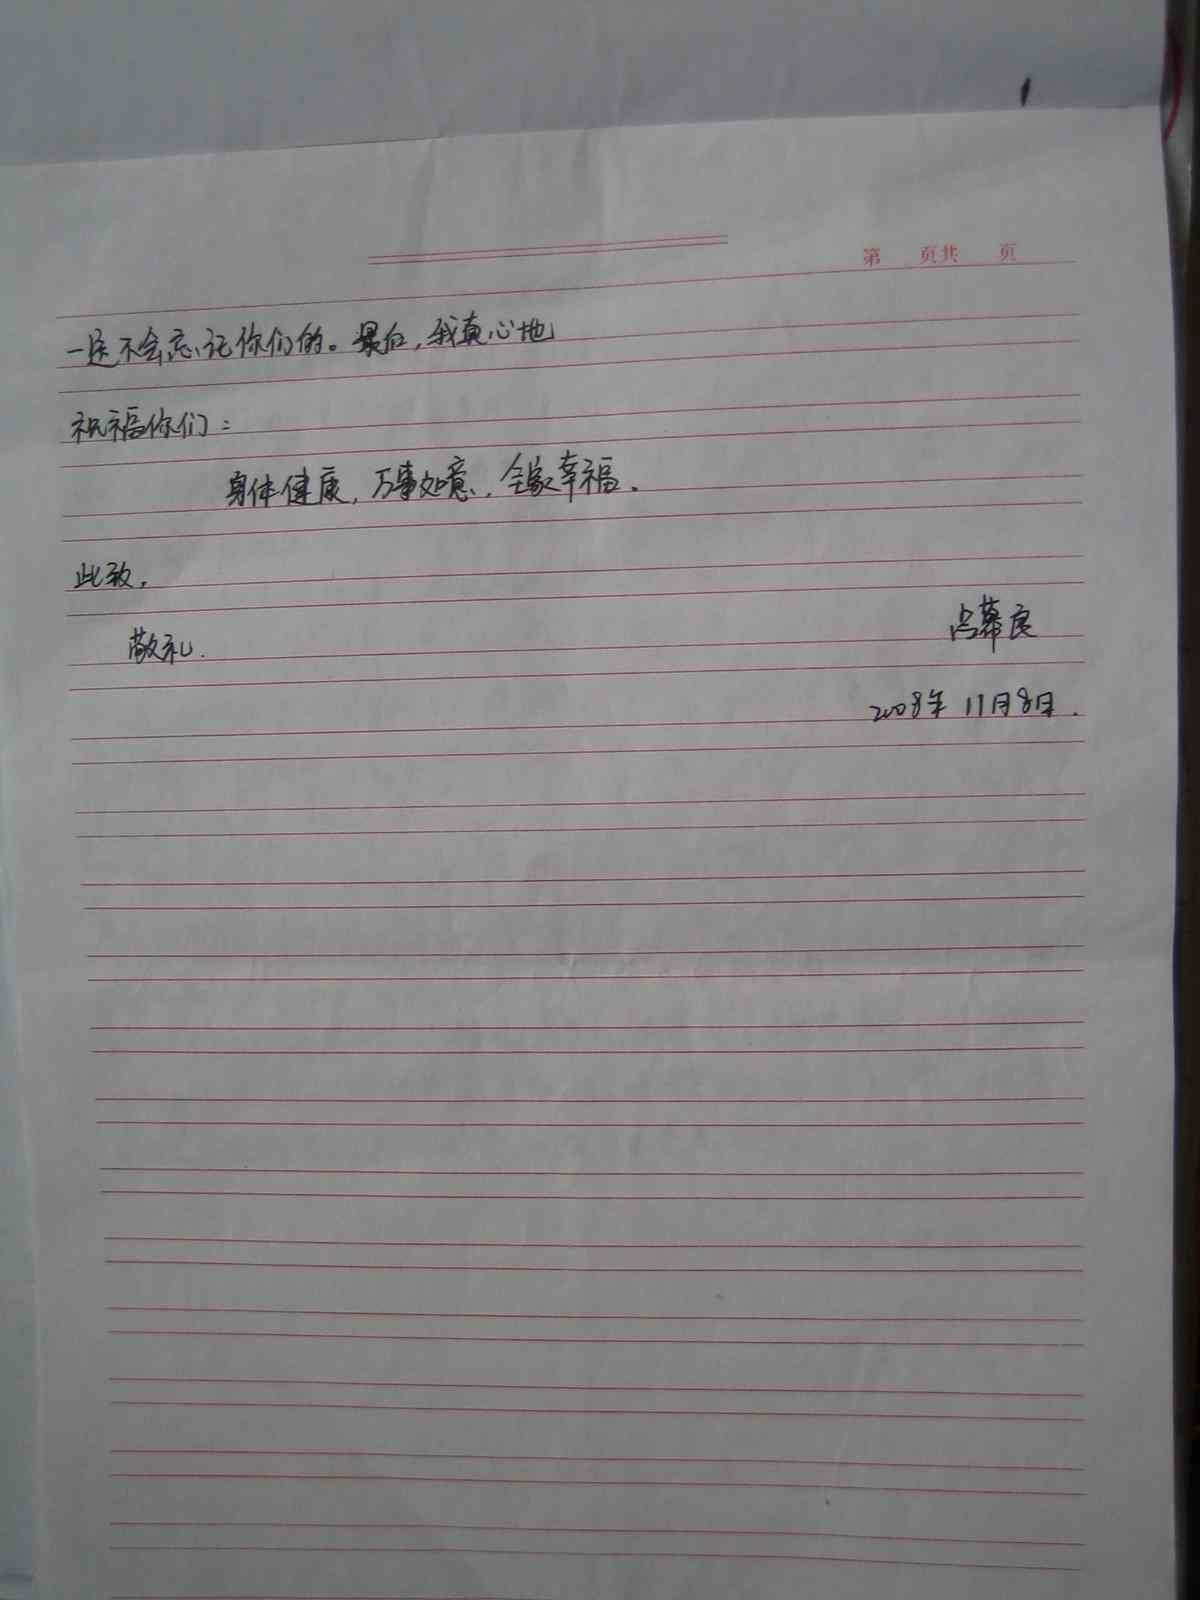 第 页共 页
一定不会忘记你们的。最后，我真心地
祝福你们：
身体健康，万事如意，全家幸福。
此致，
敬礼.
幕良
2008年 11月8日.